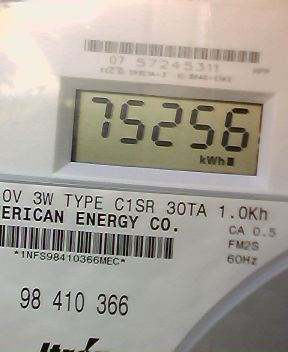 07 57245311
75256
kWh
0V 3W TYPE C1SR 30TA 1.0Kh
ERICAN ENERGY CO.
CA 0.5
FM2S
60Hz
*1NFS98410366MEC*
98 410 366
Itron